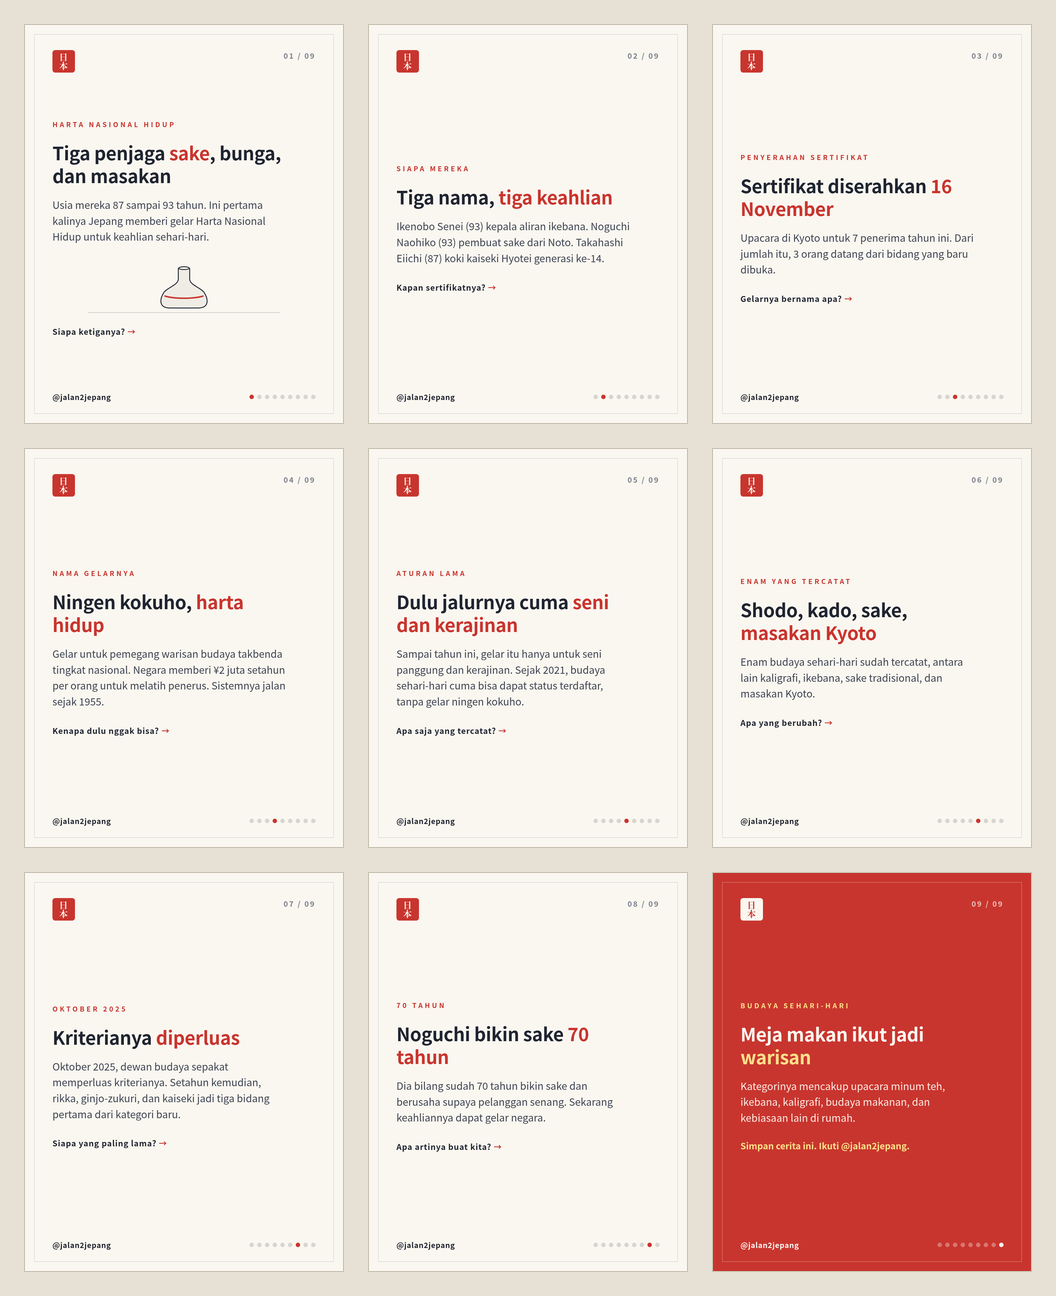 日本
01 / 09
HARTA NASIONAL HIDUP
Tiga penjaga sake, bunga,
dan masakan
Usia mereka 87 sampai 93 tahun. Ini pertama
kalinya Jepang memberi gelar Harta Nasional
Hidup untuk keahlian sehari-hari.
Siapa ketiganya? →
@jalan2jepang
日本
02 / 09
SIAPA MEREKA
Tiga nama, tiga keahlian
Ikenobo Senei (93) kepala aliran ikebana. Noguchi
Naohiko (93) pembuat sake dari Noto. Takahashi
Eiichi (87) koki kaiseki Hyotei generasi ke-14.
Kapan sertifikatnya? →
@jalan2jepang
日本
03 / 09
PENYERAHAN SERTIFIKAT
Sertifikat diserahkan 16
November
Upacara di Kyoto untuk 7 penerima tahun ini. Dari
jumlah itu, 3 orang datang dari bidang yang baru
dibuka.
Gelarnya bernama apa? →
@jalan2jepang
日本
04 / 09
NAMA GELARNYA
Ningen kokuho, harta
hidup
Gelar untuk pemegang warisan budaya takbenda
tingkat nasional. Negara memberi ¥2 juta setahun
per orang untuk melatih penerus. Sistemnya jalan
sejak 1955.
Kenapa dulu nggak bisa? →
@jalan2jepang
日本
05 / 09
ATURAN LAMA
Dulu jalurnya cuma seni
dan kerajinan
Sampai tahun ini, gelar itu hanya untuk seni
panggung dan kerajinan. Sejak 2021, budaya
sehari-hari cuma bisa dapat status terdaftar,
tanpa gelar ningen kokuho.
Apa saja yang tercatat? →
@jalan2jepang
日本
06 / 09
ENAM YANG TERCATAT
Shodo, kado, sake,
masakan Kyoto
Enam budaya sehari-hari sudah tercatat, antara
lain kaligrafi, ikebana, sake tradisional, dan
masakan Kyoto.
Apa yang berubah? →
@jalan2jepang
日本
07 / 09
OKTOBER 2025
Kriterianya diperluas
Oktober 2025, dewan budaya sepakat
memperluas kriterianya. Setahun kemudian,
rikka, ginjo-zukuri, dan kaiseki jadi tiga bidang
pertama dari kategori baru.
Siapa yang paling lama? →
@jalan2jepang
日本
08 / 09
70 TAHUN
Noguchi bikin sake 70
tahun
Dia bilang sudah 70 tahun bikin sake dan
berusaha supaya pelanggan senang. Sekarang
keahliannya dapat gelar negara.
Apa artinya buat kita? →
@jalan2jepang
日本
09 / 09
BUDAYA SEHARI-HARI
Meja makan ikut jadi
warisan
Kategorinya mencakup upacara minum teh,
ikebana, kaligrafi, budaya makanan, dan
kebiasaan lain di rumah.
Simpan cerita ini. Ikuti @jalan2jepang.
@jalan2jepang